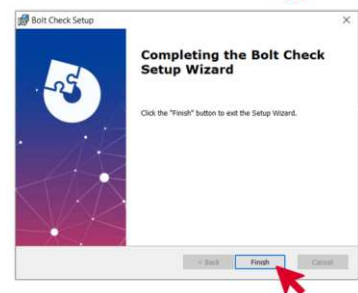 Bolt Check Setup
Completing the Bolt Check
Setup Wizard
Click the "Finish" button to exit the Setup Wizard.
< Back
Finish
Cancel